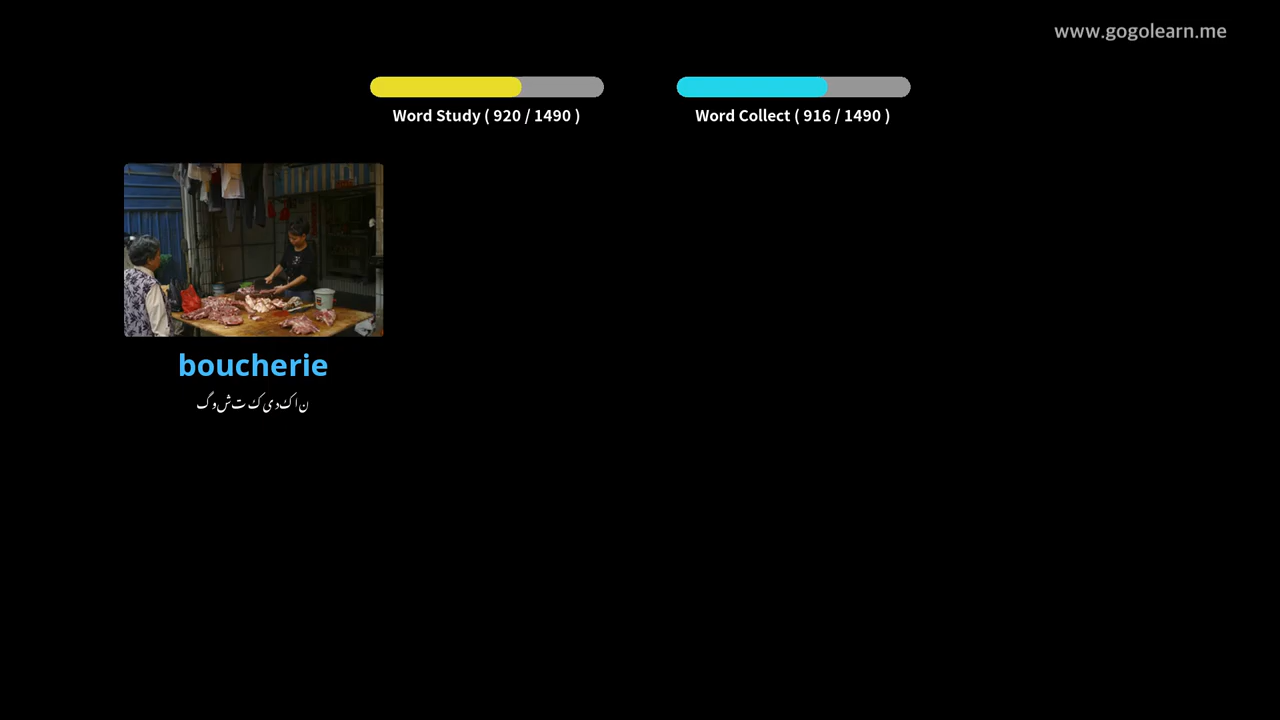 www.gogolearn.me
Word Study ( 920 / 1490 )
Word Collect ( 916 / 1490 )
boucherie
گوشت کی دکان